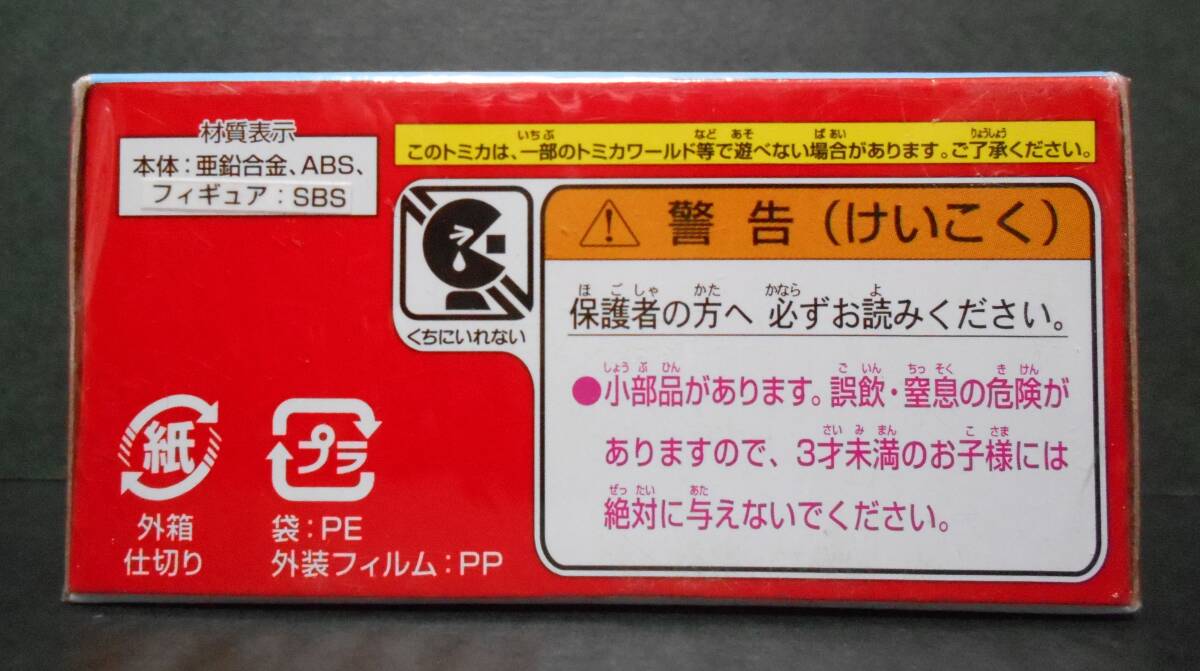 材質表示
本体：亜鉛合金、ABS、
フィギュア：SBS
いちぶ など あそ ばあい りょうしょう
このトミカは、一部のトミカワールド等で遊べない場合があります。ご了承ください。
くちにいれない
警告（けいこく）
ほごしゃ かた かなら よ
保護者の方へ 必ずお読みください。
しょうぶひん ごいん ちっそく きけん
●小部品があります。誤飲・窒息の危険が
さいみまん こさま
ありますので、3才未満のお子様には
ぜったい あた
絶対に与えないでください。
紙
外箱
仕切り
プラ
袋：PE
外装フィルム：PP